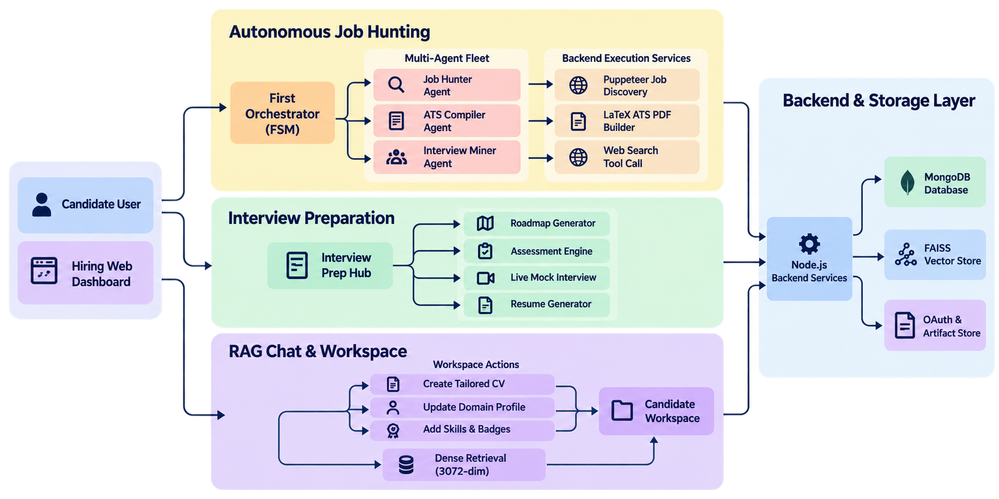 Autonomous Job Hunting
Multi-Agent Fleet
Backend Execution Services
First
Orchestrator
(FSM)
Job Hunter
Agent
ATS Compiler
Agent
Interview Miner
Agent
Puppeteer Job
Discovery
LaTeX ATS PDF
Builder
Web Search
Tool Call
Candidate User
Hiring Web
Dashboard
Interview Preparation
Interview
Prep Hub
Roadmap Generator
Assessment Engine
Live Mock Interview
Resume Generator
RAG Chat & Workspace
Workspace Actions
Create Tailored CV
Update Domain Profile
Add Skills & Badges
Dense Retrieval
(3072-dim)
Candidate
Workspace
Backend & Storage Layer
Node.js
Backend Services
MongoDB
Database
FAISS
Vector Store
OAuth &
Artifact Store